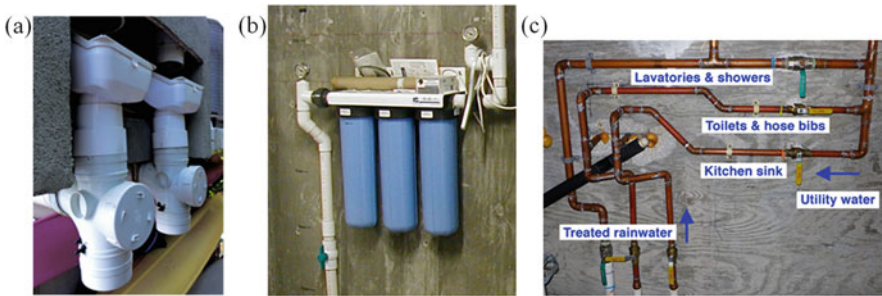 (a)
(b)
(c)
Lavatories & showers
Toilets & hose bibs
Kitchen sink
Utility water
Treated rainwater